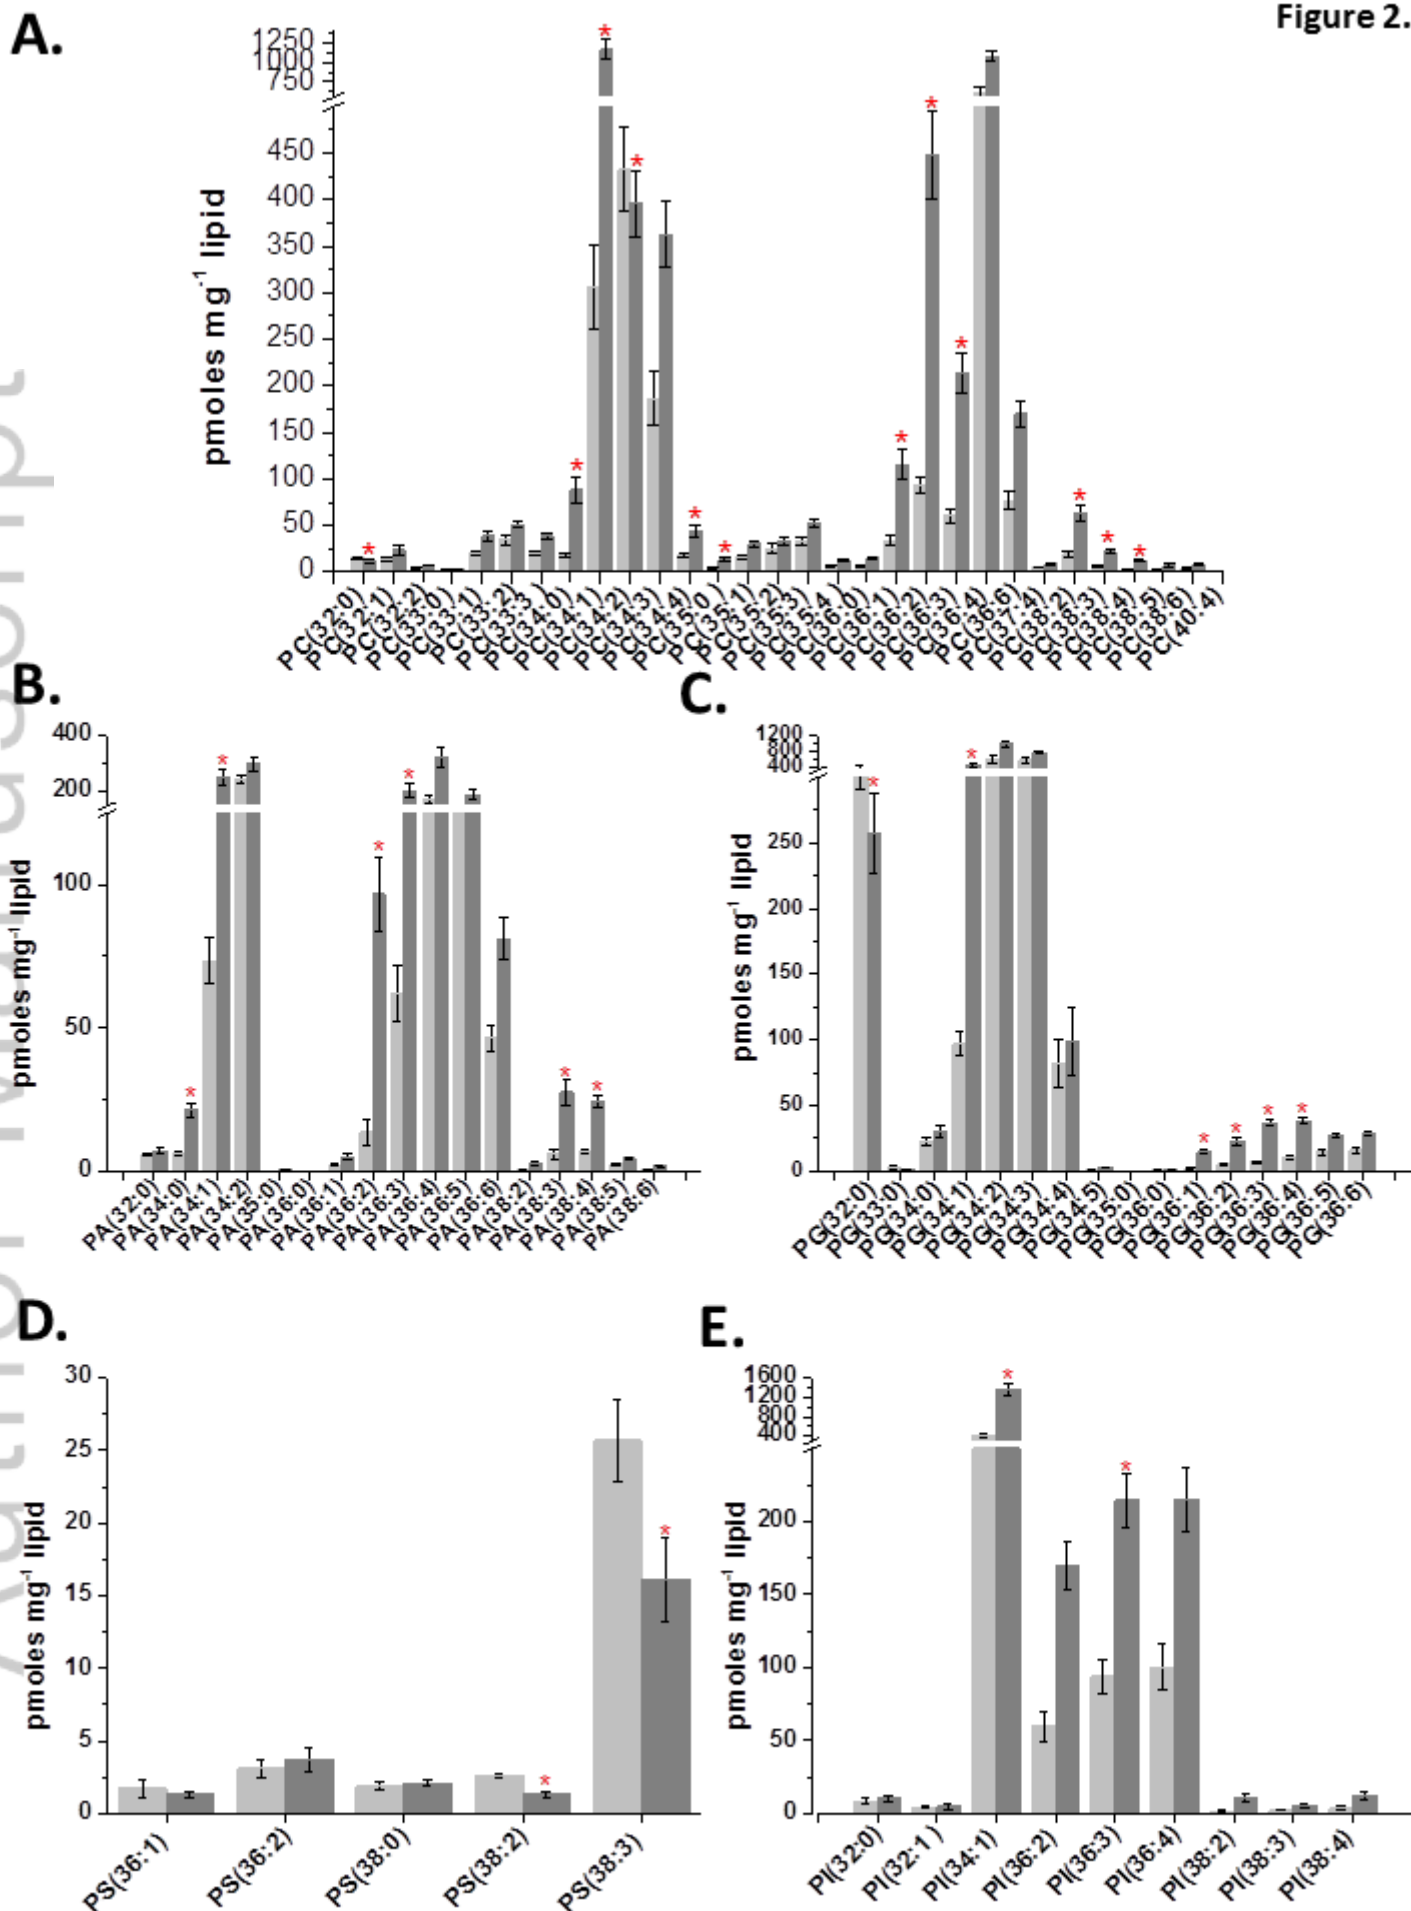 Figure 2.
A.
1250
1000
750
450
400
350
300
250
200
150
100
50
0
pmoles mg-1 lipid
PC(32:0)
PC(32:1)
PC(32:2)
PC(33:0)
PC(33:1)
PC(33:2)
PC(33:3)
PC(34:0)
PC(34:1)
PC(34:2)
PC(34:3)
PC(34:4)
PC(35:0)
PC(35:1)
PC(35:2)
PC(35:3)
PC(35:4)
PC(36:0)
PC(36:1)
PC(36:2)
PC(36:3)
PC(36:4)
PC(36:6)
PC(37:4)
PC(38:2)
PC(38:3)
PC(38:4)
PC(38:5)
PC(38:6)
PC(40:4)
B.
400
200
100
50
0
pmoles mg-1 lipid
PA(32:0)
PA(34:0)
PA(34:1)
PA(34:2)
PA(35:0)
PA(36:0)
PA(36:1)
PA(36:2)
PA(36:3)
PA(36:4)
PA(36:5)
PA(36:6)
PA(38:2)
PA(38:3)
PA(38:4)
PA(38:5)
PA(38:6)
C.
1200
800
400
250
200
150
100
50
0
pmoles mg-1 lipid
PG(32:0)
PG(33:0)
PG(34:0)
PG(34:1)
PG(34:2)
PG(34:3)
PG(34:4)
PG(34:5)
PG(35:0)
PG(36:0)
PG(36:1)
PG(36:2)
PG(36:3)
PG(36:4)
PG(36:5)
PG(36:6)
D.
30
25
20
15
10
5
0
pmoles mg-1 lipid
PS(36:1)
PS(36:2)
PS(38:0)
PS(38:2)
PS(38:3)
E.
1600
1200
800
400
200
150
100
50
0
pmoles mg-1 lipid
PI(32:0)
PI(32:1)
PI(34:1)
PI(36:2)
PI(36:3)
PI(36:4)
PI(38:2)
PI(38:3)
PI(38:4)
Author Manuscript